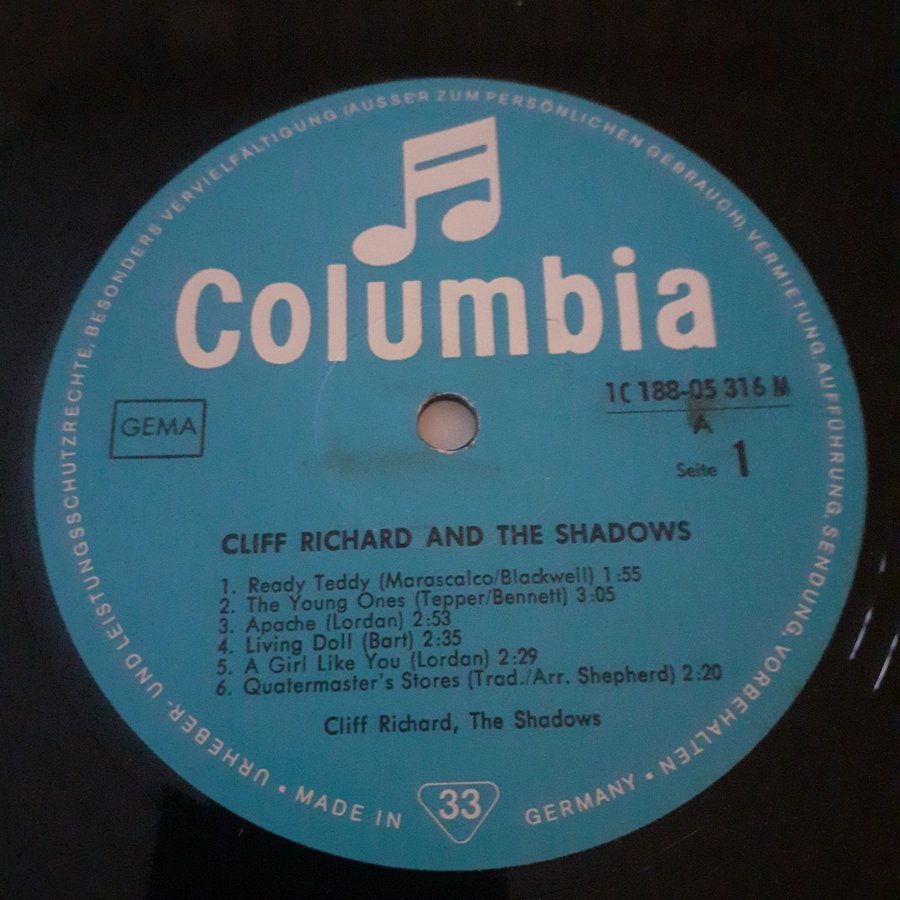 URHEBER- UND LEISTUNGSSCHUTZRECHTE, BESONDERS VERVIELFÄLTIGUNG (AUSSER ZUM PERSÖNLICHEN GEBRAUCH), VERMIETUNG, AUFFÜHRUNG, SENDUNG, VORBEHALTEN •
Columbia
GEMA
1C 188-05 316 M
A
Seite 1
CLIFF RICHARD AND THE SHADOWS
1. Ready Teddy (Marascalco/Blackwell) 1:55
2. The Young Ones (Tepper/Bennett) 3:05
3. Apache (Lordan) 2:53
4. Living Doll (Bart) 2:35
5. A Girl Like You (Lordan) 2:29
6. Quatermaster's Stores (Trad./Arr. Shepherd) 2:20
Cliff Richard, The Shadows
• MADE IN 33 GERMANY •